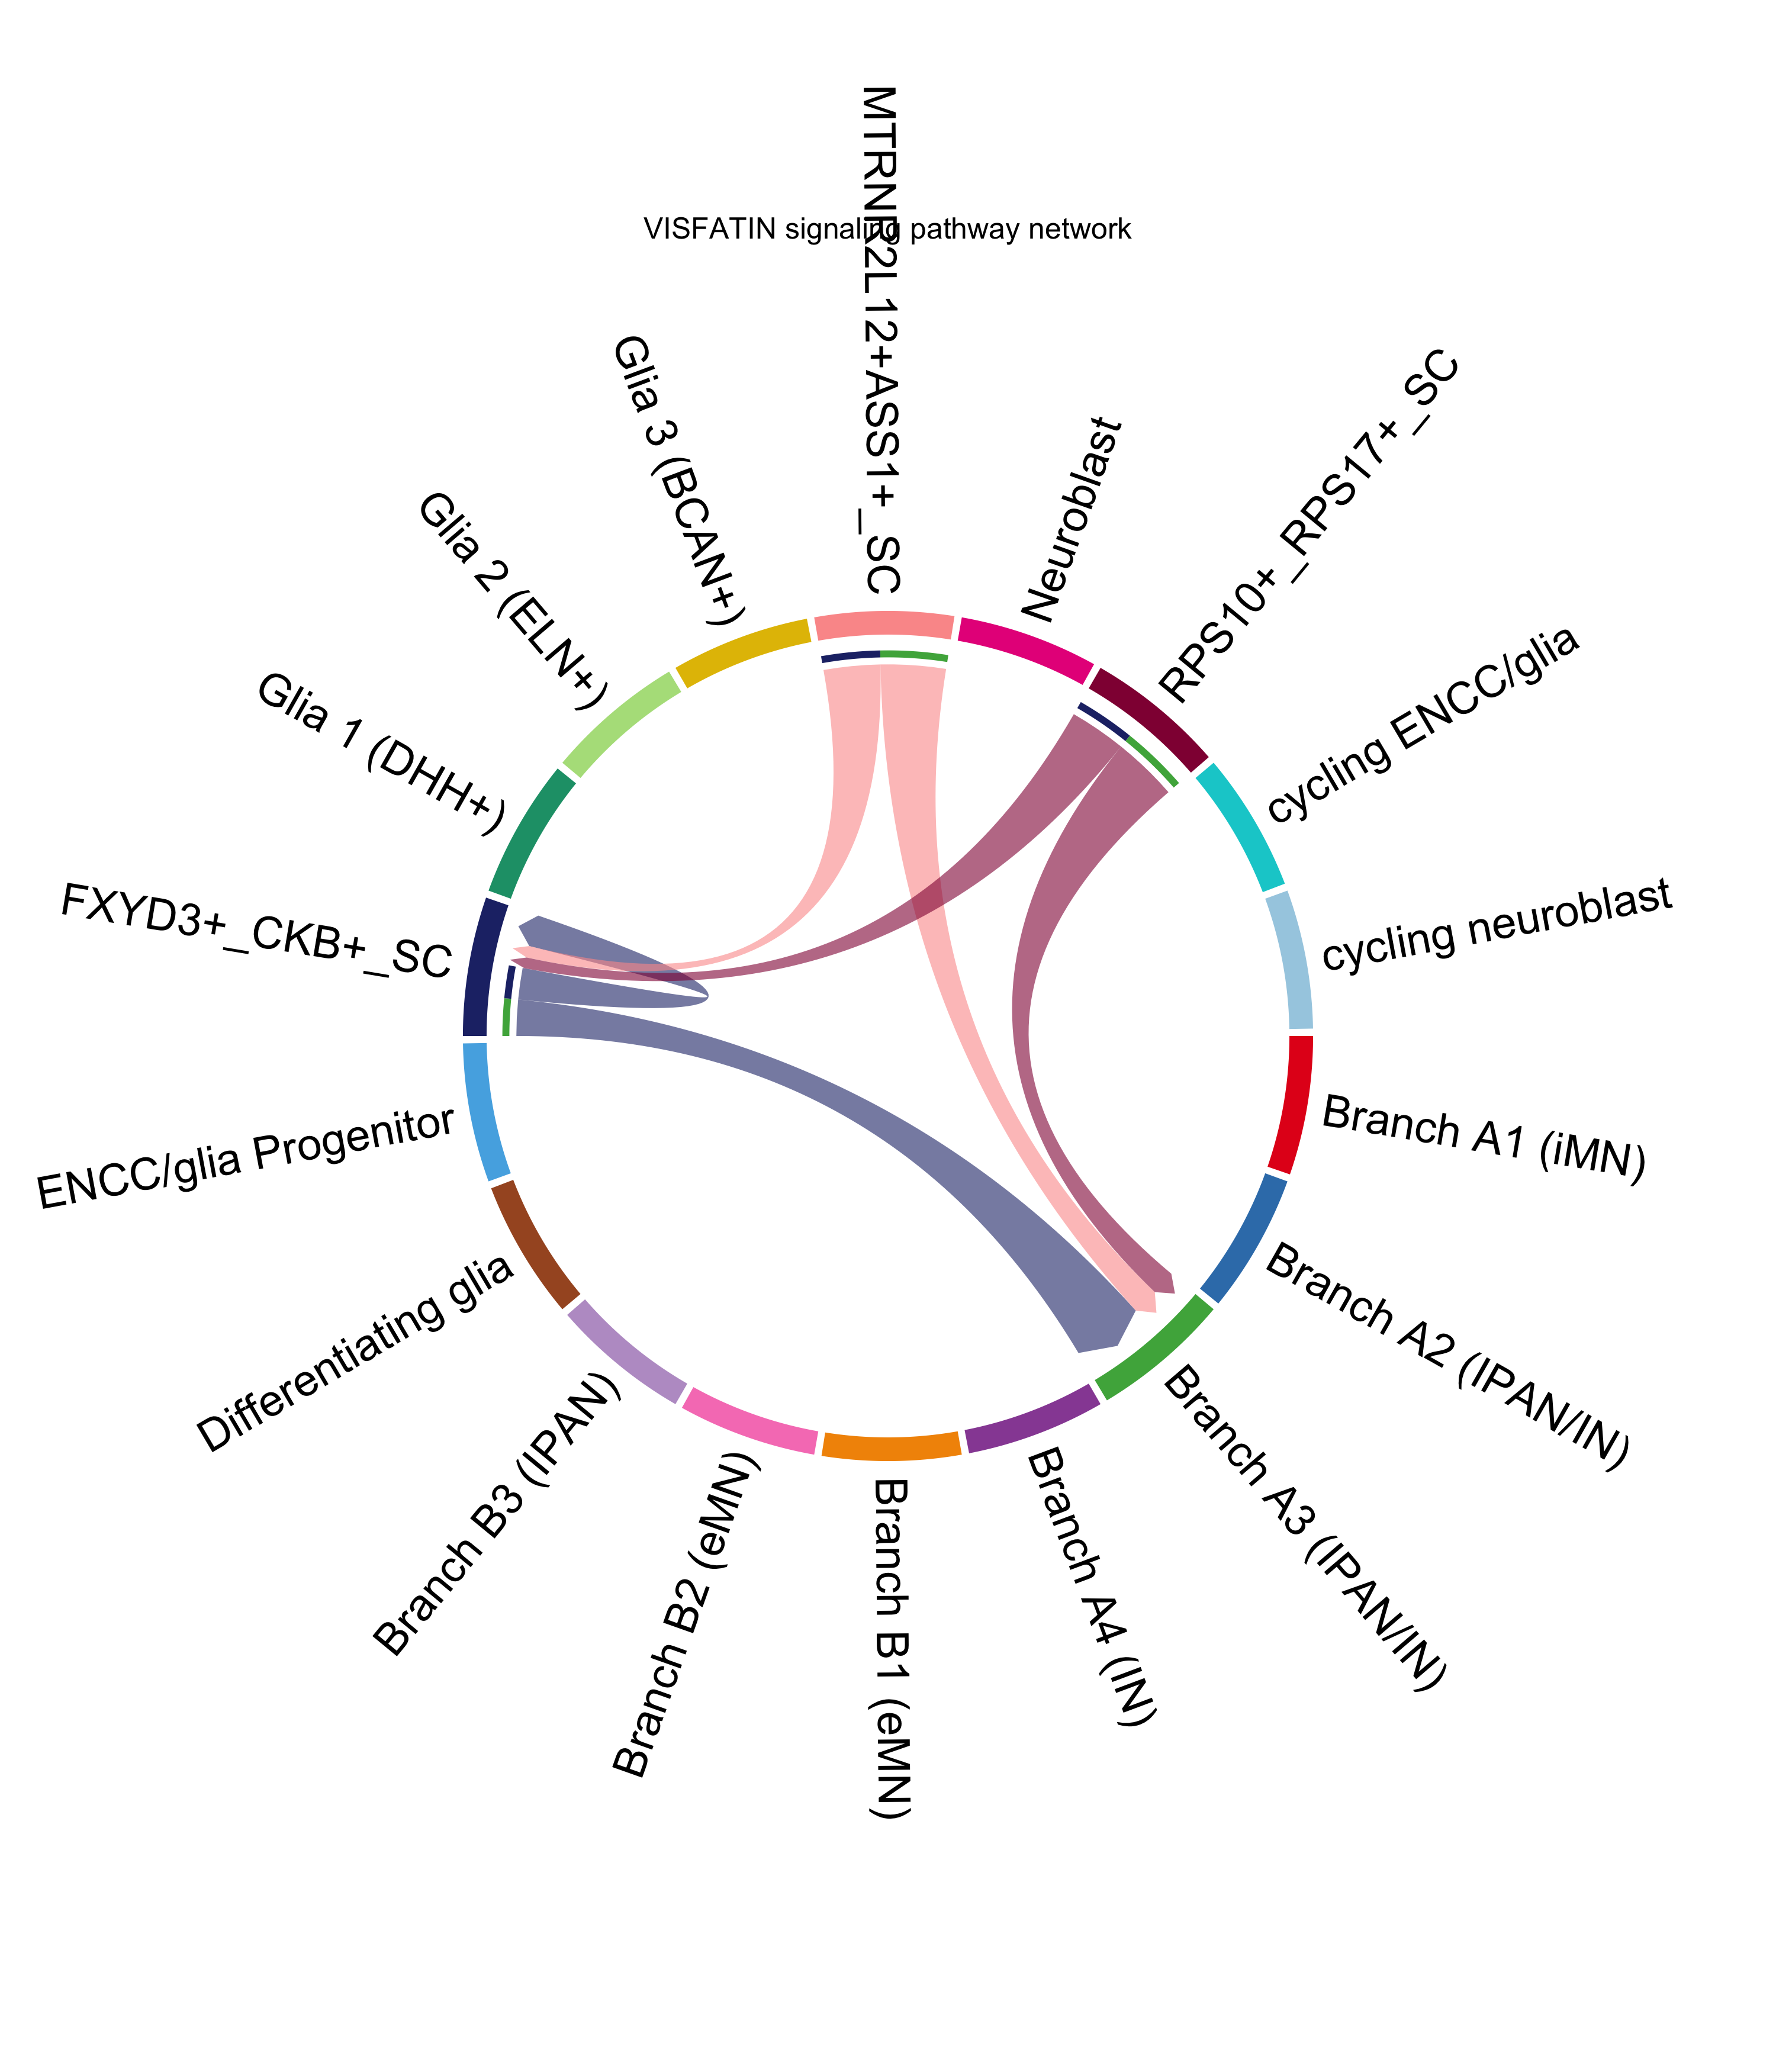 VISFATIN signaling pathway network
MTRNR2L12+ASS1+_SC
Neuroblast
RPS10+_RPS17+_SC
cycling ENCC/glia
cycling neuroblast
Branch A1 (iMN)
Branch A2 (IPAN/IN)
Branch A3 (IPAN/IN)
Branch A4 (IN)
Branch B1 (eMN)
Branch B2 (eMN)
Branch B3 (IPAN)
Differentiating glia
ENCC/glia Progenitor
FXYD3+_CKB+_SC
Glia 1 (DHH+)
Glia 2 (ELN+)
Glia 3 (BCAN+)